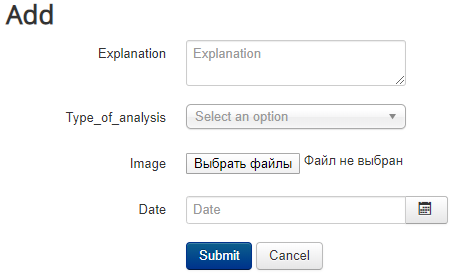 Add
Explanation Explanation
Type_of_analysis Select an option
Image Выбрать файлы Файл не выбран
Date Date
Submit Cancel